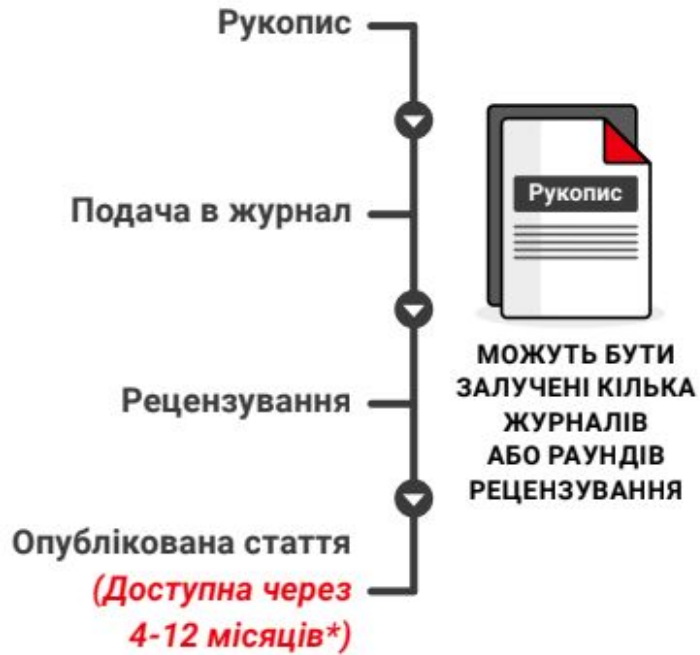 Рукопис
Подача в журнал
Рецензування
Опублікована стаття
(Доступна через
4-12 місяців*)
Рукопис
МОЖУТЬ БУТИ
ЗАЛУЧЕНІ КІЛЬКА
ЖУРНАЛІВ
АБО РАУНДІВ
РЕЦЕНЗУВАННЯ